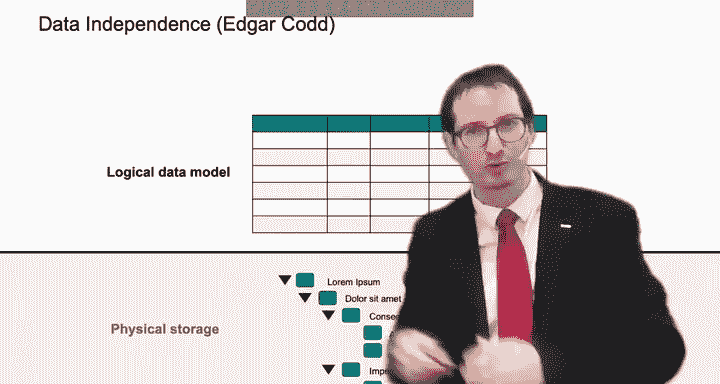 Data Independence (Edgar Codd)
Logical data model
Lorem Ipsum
Dolor sit amet
Physical storage